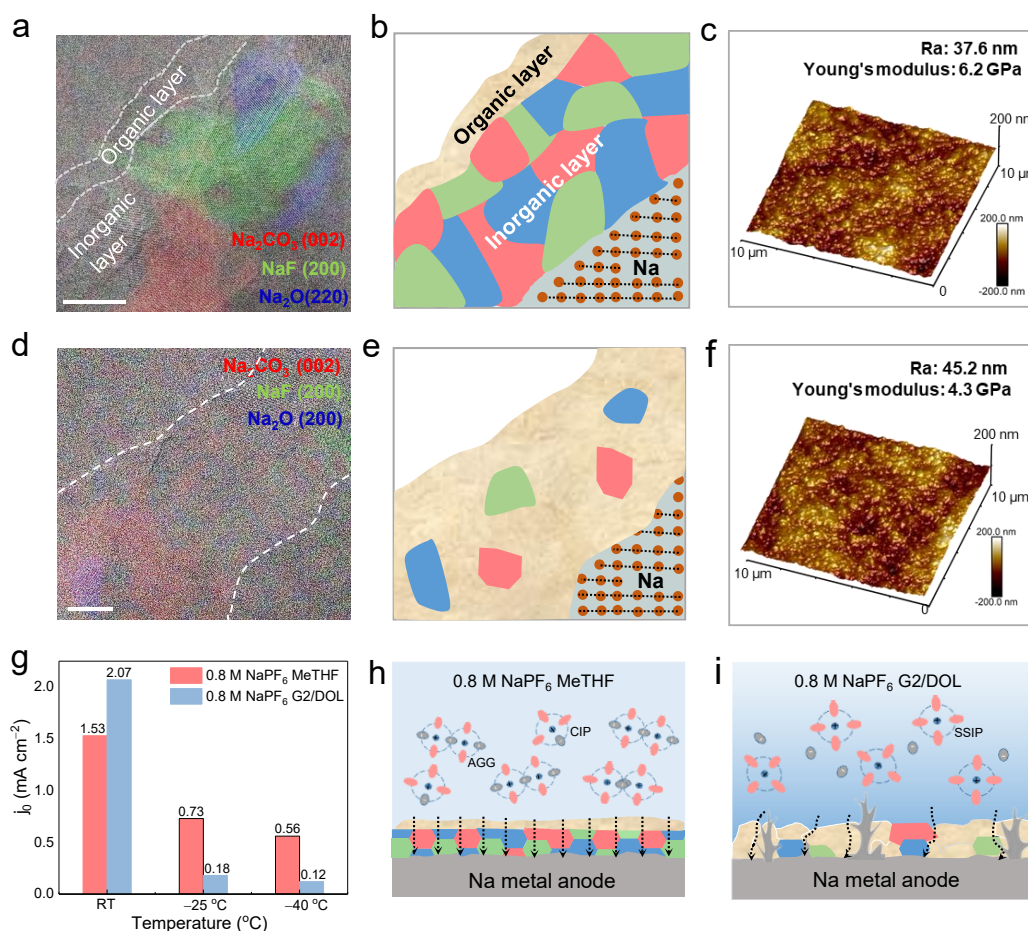 a
Organic layer
Inorganic
layer
Na₂CO₃ (002)
NaF (200)
Na₂O(220)
b
Organic layer
Inorganic layer
Na
c
Ra: 37.6 nm
Young's modulus: 6.2 GPa
200 nm
10 µm
10 µm
0
200.0 nm
-200.0 nm
d
Na₂CO₃ (002)
NaF (200)
Na₂O (200)
e
Na
f
Ra: 45.2 nm
Young's modulus: 4.3 GPa
200 nm
10 µm
10 µm
0
200.0 nm
-200.0 nm
g
j₀ (mA cm⁻²)
2.0
1.5
1.0
0.5
0.0
0.8 M NaPF₆ MeTHF
0.8 M NaPF₆ G2/DOL
1.53
2.07
0.73
0.18
0.56
0.12
RT
−25 °C
−40 °C
Temperature (°C)
h
0.8 M NaPF₆ MeTHF
CIP
AGG
Na metal anode
i
0.8 M NaPF₆ G2/DOL
SSIP
Na metal anode